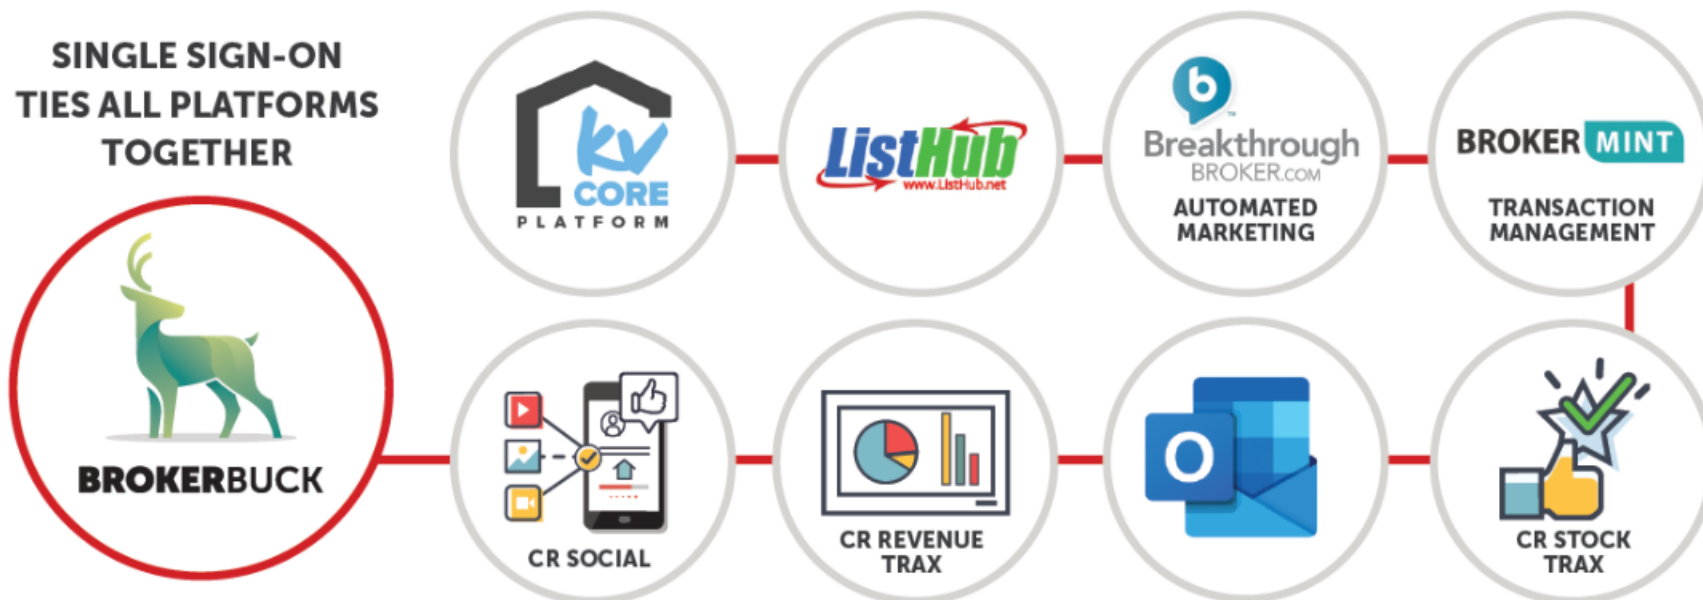 SINGLE SIGN-ON
TIES ALL PLATFORMS
TOGETHER
BROKERBUCK
kv
CORE
PLATFORM
ListHub
www.ListHub.net
b
™
Breakthrough
BROKER.COM
AUTOMATED
MARKETING
BROKER MINT
TRANSACTION
MANAGEMENT
CR SOCIAL
CR REVENUE
TRAX
O
CR STOCK
TRAX